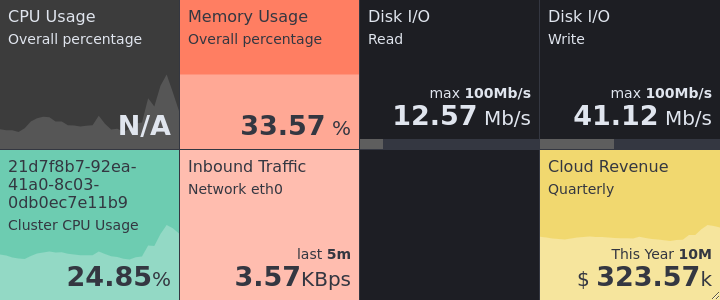 CPU Usage
Overall percentage
N/A
Memory Usage
Overall percentage
33.57 %
Disk I/O
Read
max 100Mb/s
12.57 Mb/s
Disk I/O
Write
max 100Mb/s
41.12 Mb/s
21d7f8b7-92ea-
41a0-8c03-
0db0ec7e11b9
Cluster CPU Usage
24.85%
Inbound Traffic
Network eth0
last 5m
3.57KBps
Cloud Revenue
Quarterly
This Year 10M
$ 323.57k